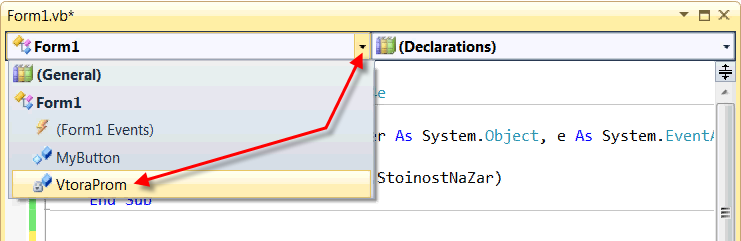 Form1.vb*
Form1 (Declarations)
(General)
Form1
(Form1 Events)
er As System.Object, e As System.EventA
MyButton
VtoraProm StoinostNaZar)
End Sub